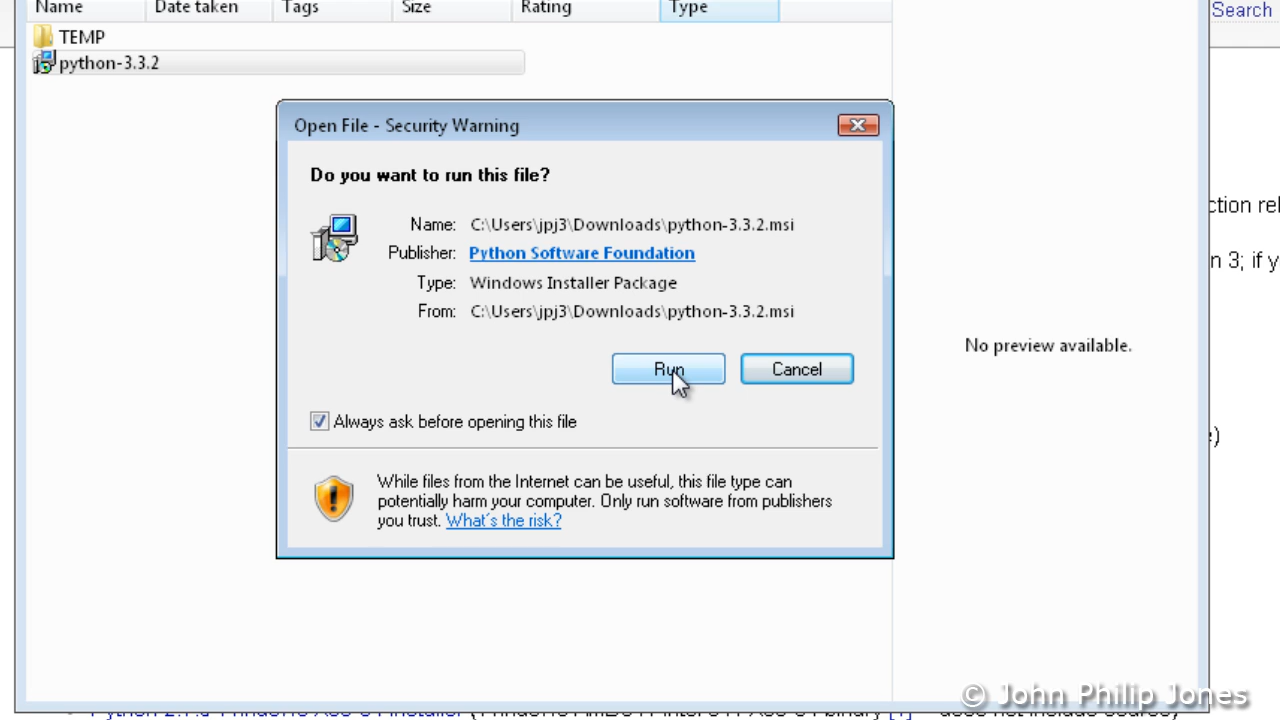 Name Date taken Tags Size Rating Type
Search
TEMP
python-3.3.2
Open File - Security Warning
Do you want to run this file?
Name: C:\Users\jpj3\Downloads\python-3.3.2.msi
Publisher: Python Software Foundation
Type: Windows Installer Package
From: C:\Users\jpj3\Downloads\python-3.3.2.msi
Run Cancel
Always ask before opening this file
While files from the Internet can be useful, this file type can
potentially harm your computer. Only run software from publishers
you trust. What's the risk?
No preview available.
ction rel
n 3; if y
© John Philip Jones